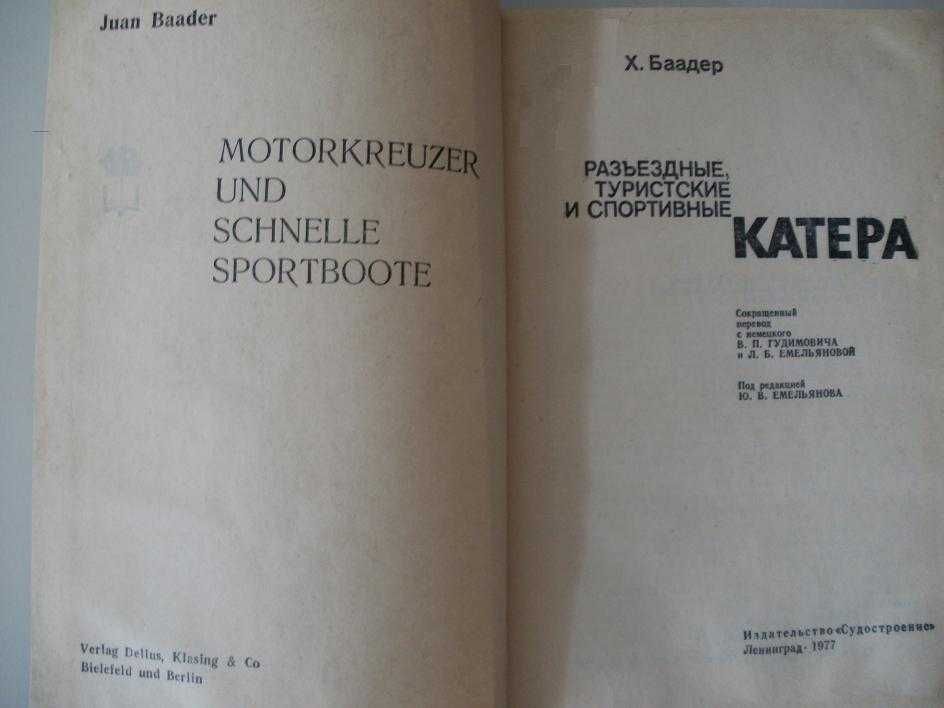 Juan Baader
MOTORKREUZER
UND
SCHNELLE
SPORTBOOTE
Verlag Delius, Klasing & Co
Bielefeld und Berlin
Х. Баадер
РАЗЪЕЗДНЫЕ,
ТУРИСТСКИЕ
И СПОРТИВНЫЕ
КАТЕРА
Сокращенный
перевод
с немецкого
В. П. ГУДИМОВИЧА
и Л. Б. ЕМЕЛЬЯНОВОЙ
Под редакцией
Ю. В. ЕМЕЛЬЯНОВА
Издательство «Судостроение»
Ленинград · 1977